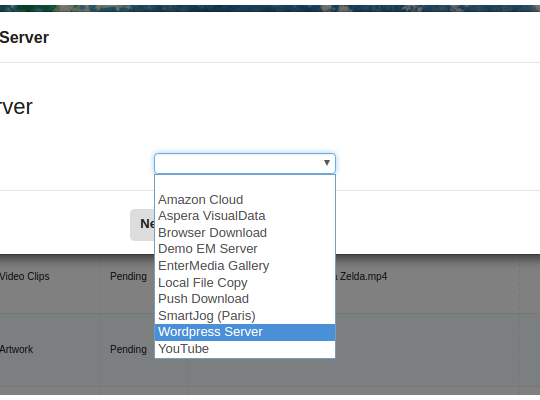 Server
rver
Amazon Cloud
Aspera VisualData
Browser Download
Demo EM Server
EnterMedia Gallery
Local File Copy
Push Download
SmartJog (Paris)
Wordpress Server
YouTube
Ne
Video Clips Pending Zelda.mp4
Artwork Pending